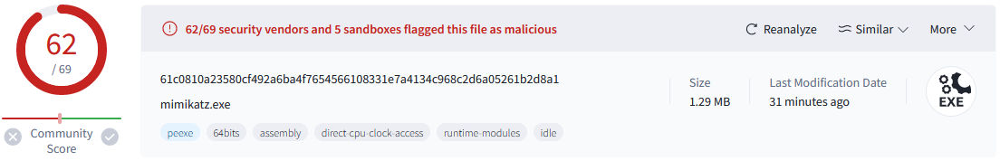 62
/ 69
Community
Score
62/69 security vendors and 5 sandboxes flagged this file as malicious
Reanalyze Similar More
61c0810a23580cf492a6ba4f7654566108331e7a4134c968c2d6a05261b2d8a1
mimikatz.exe
peexe 64bits assembly direct-cpu-clock-access runtime-modules idle
Size
1.29 MB
Last Modification Date
31 minutes ago
EXE